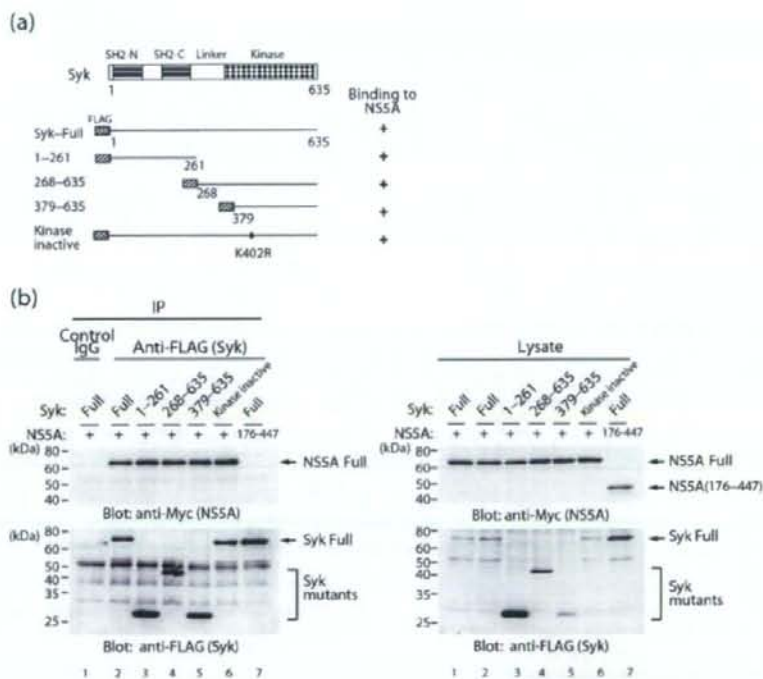 (a)
SH2-N SH2-C Linker Kinase
Syk
1 635
Binding to
NS5A
FLAG
Syk–Full 1 635 +
1–261 261 +
268–635 268 +
379–635 379 +
Kinase
inactive K402R +
(b)
IP
Control
IgG Anti-FLAG (Syk)
Syk: Full Full 1–261 268–635 379–635 Kinase inactive Full
NS5A: + + + + + + 176-447
(kDa)
80
60
50
40
NS5A Full
Blot: anti-Myc (NS5A)
(kDa) 80
60
50
40
35
25
Syk Full
Syk
mutants
Blot: anti-FLAG (Syk)
1 2 3 4 5 6 7
Lysate
Syk: Full Full 1–261 268–635 379–635 Kinase inactive Full
NS5A: + + + + + + 176-447
(kDa)
80
60
50
40
NS5A Full
NS5A(176–447)
Blot: anti-Myc (NS5A)
80
60
50
40
35
25
Syk Full
Syk
mutants
Blot: anti-FLAG (Syk)
1 2 3 4 5 6 7